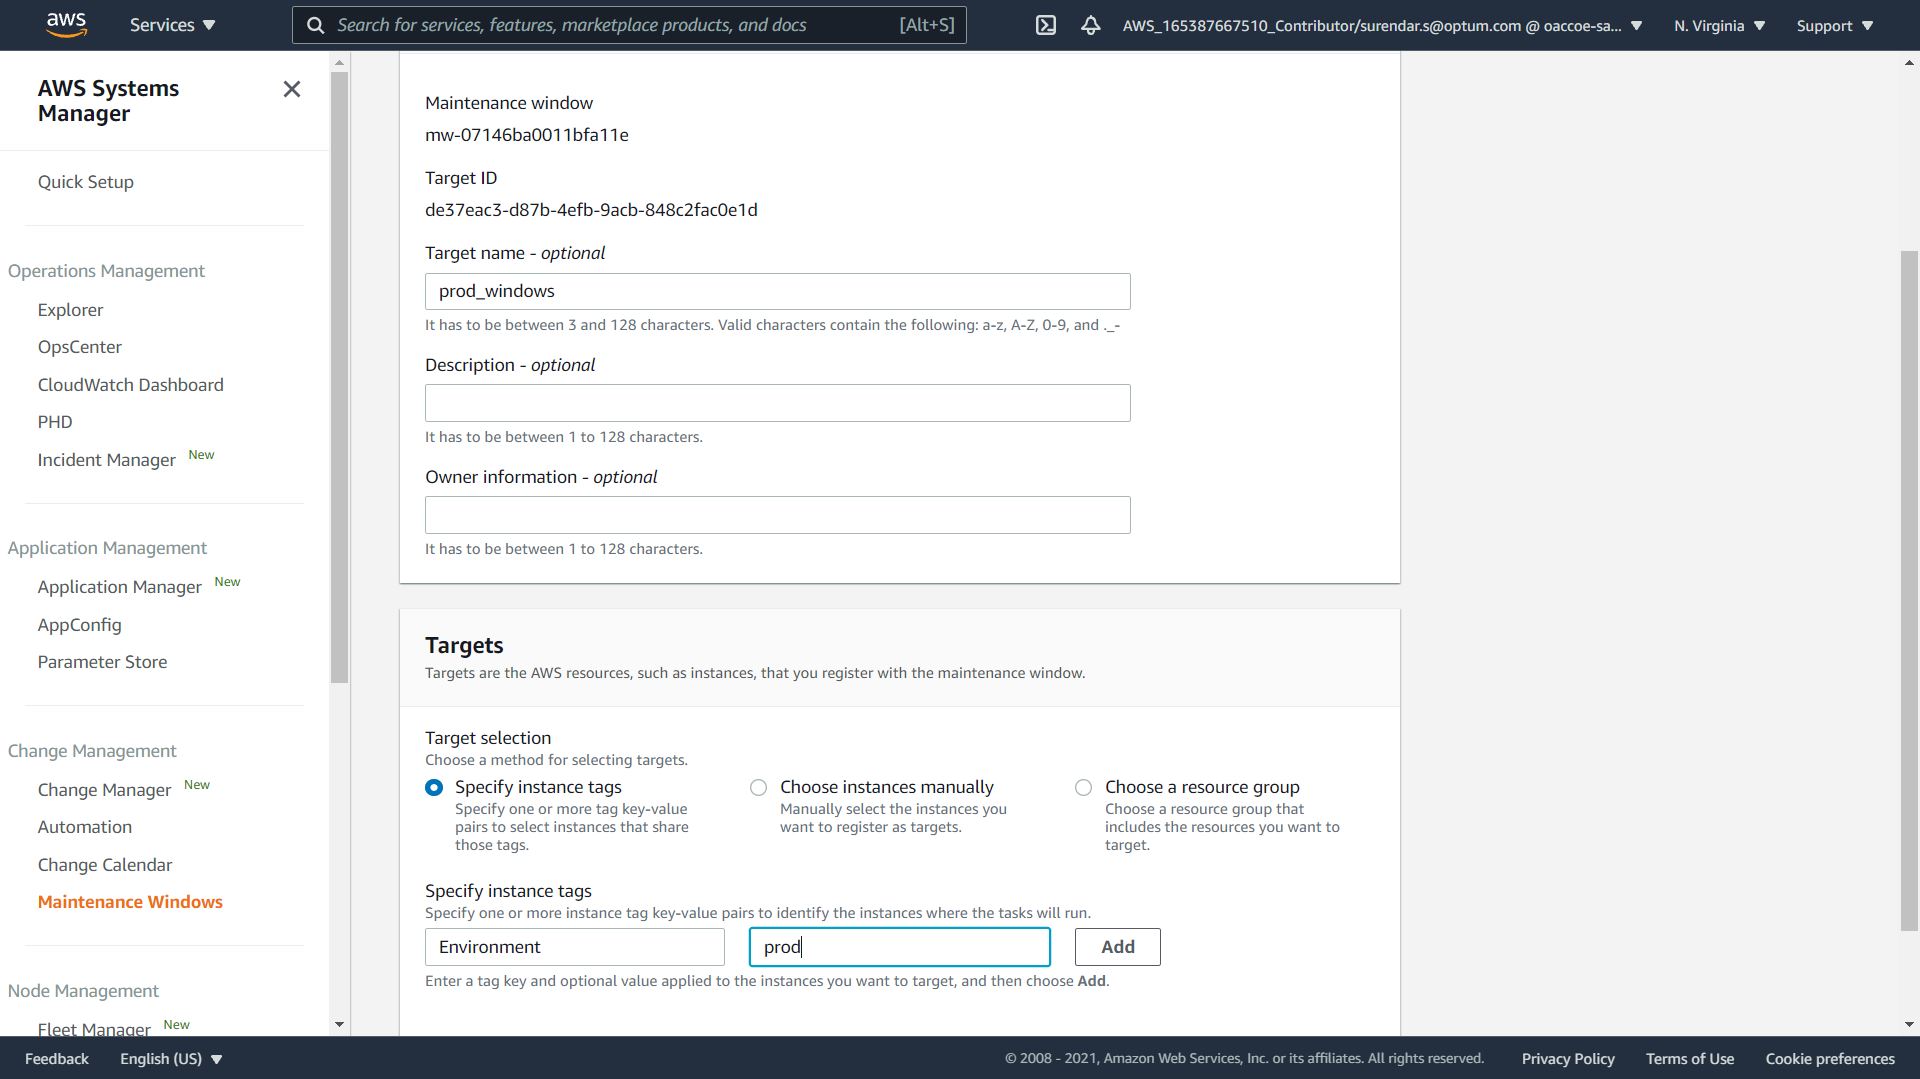 aws
Services
Search for services, features, marketplace products, and docs
[Alt+S]
AWS_165387667510_Contributor/surendar.s@optum.com @ oaccoe-sa...
N. Virginia
Support
AWS Systems
Manager
Quick Setup
Operations Management
Explorer
OpsCenter
CloudWatch Dashboard
PHD
Incident Manager New
Application Management
Application Manager New
AppConfig
Parameter Store
Change Management
Change Manager New
Automation
Change Calendar
Maintenance Windows
Node Management
Fleet Manager New
Maintenance window
mw-07146ba0011bfa11e
Target ID
de37eac3-d87b-4efb-9acb-848c2fac0e1d
Target name - optional
prod_windows
It has to be between 3 and 128 characters. Valid characters contain the following: a-z, A-Z, 0-9, and ._-
Description - optional
It has to be between 1 to 128 characters.
Owner information - optional
It has to be between 1 to 128 characters.
Targets
Targets are the AWS resources, such as instances, that you register with the maintenance window.
Target selection
Choose a method for selecting targets.
Specify instance tags
Specify one or more tag key-value
pairs to select instances that share
those tags.
Choose instances manually
Manually select the instances you
want to register as targets.
Choose a resource group
Choose a resource group that
includes the resources you want to
target.
Specify instance tags
Specify one or more instance tag key-value pairs to identify the instances where the tasks will run.
Environment
prod
Add
Enter a tag key and optional value applied to the instances you want to target, and then choose Add.
Feedback
English (US)
© 2008 - 2021, Amazon Web Services, Inc. or its affiliates. All rights reserved.
Privacy Policy
Terms of Use
Cookie preferences